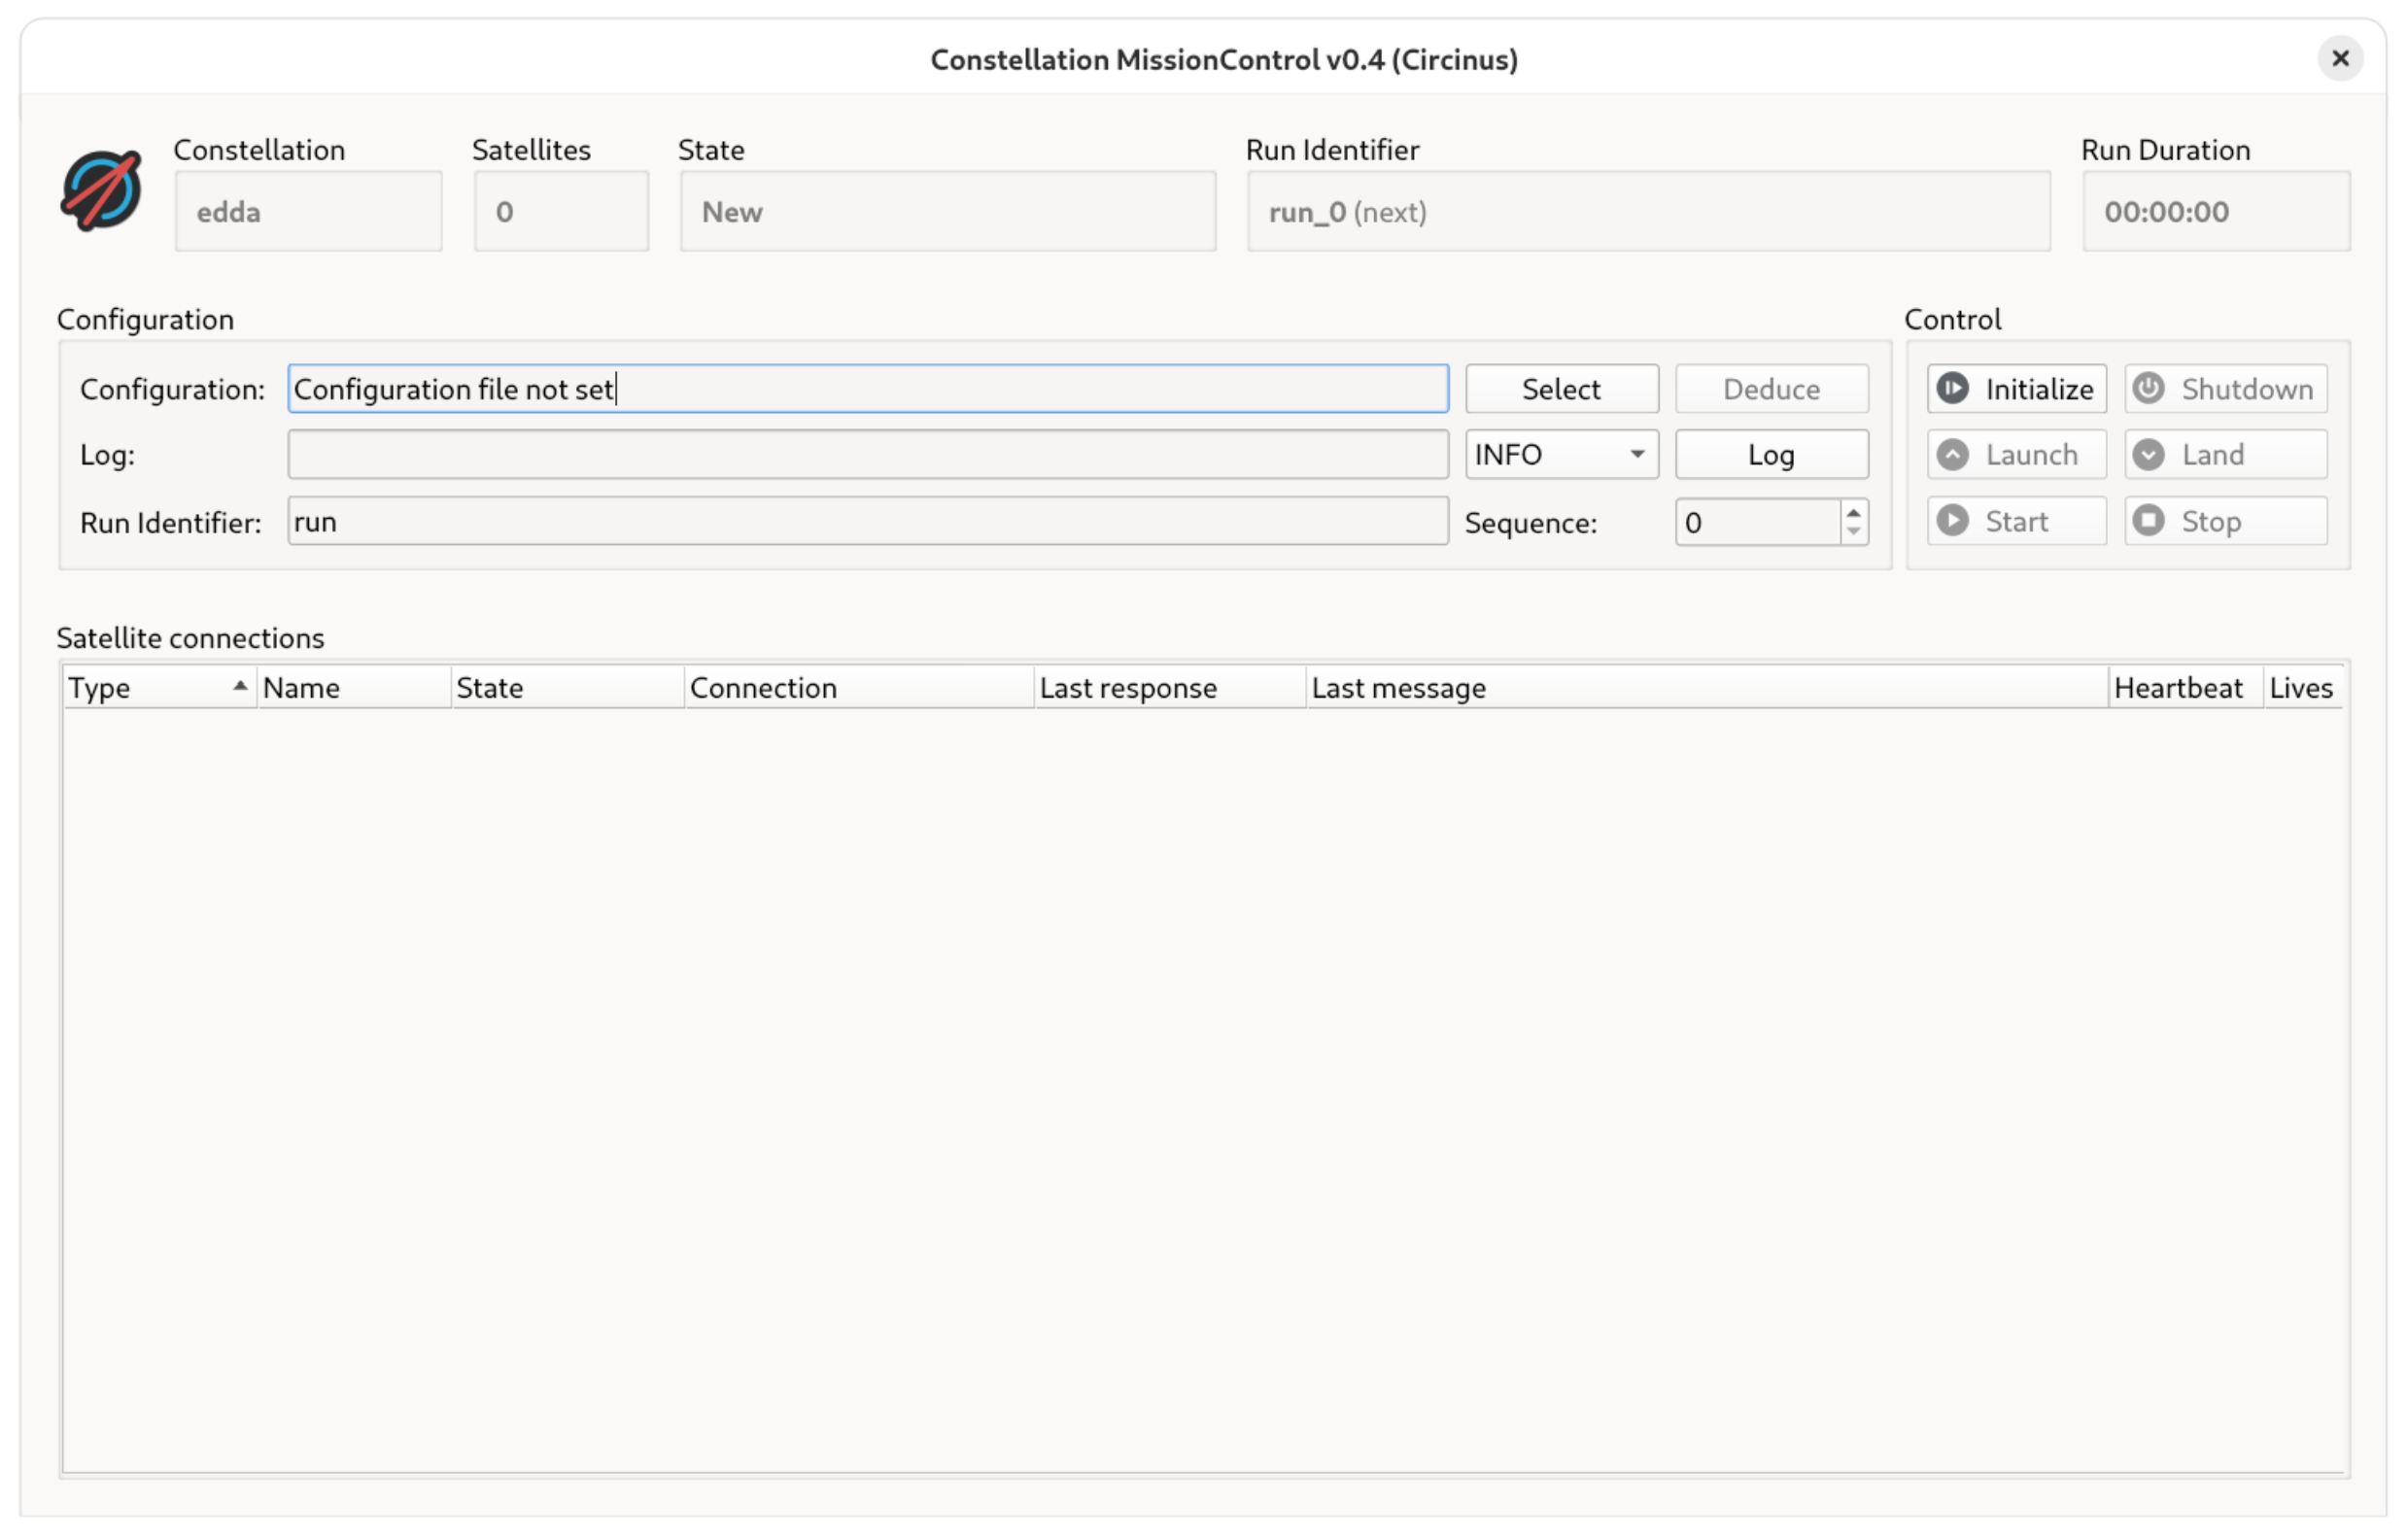 Constellation MissionControl v0.4 (Circinus)
Constellation Satellites State Run Identifier Run Duration
edda 0 New run_0 (next) 00:00:00
Configuration Control
Configuration: Configuration file not set Select Deduce Initialize Shutdown
Log: INFO Log Launch Land
Run Identifier: run Sequence: 0 Start Stop
Satellite connections
Type Name State Connection Last response Last message Heartbeat Lives